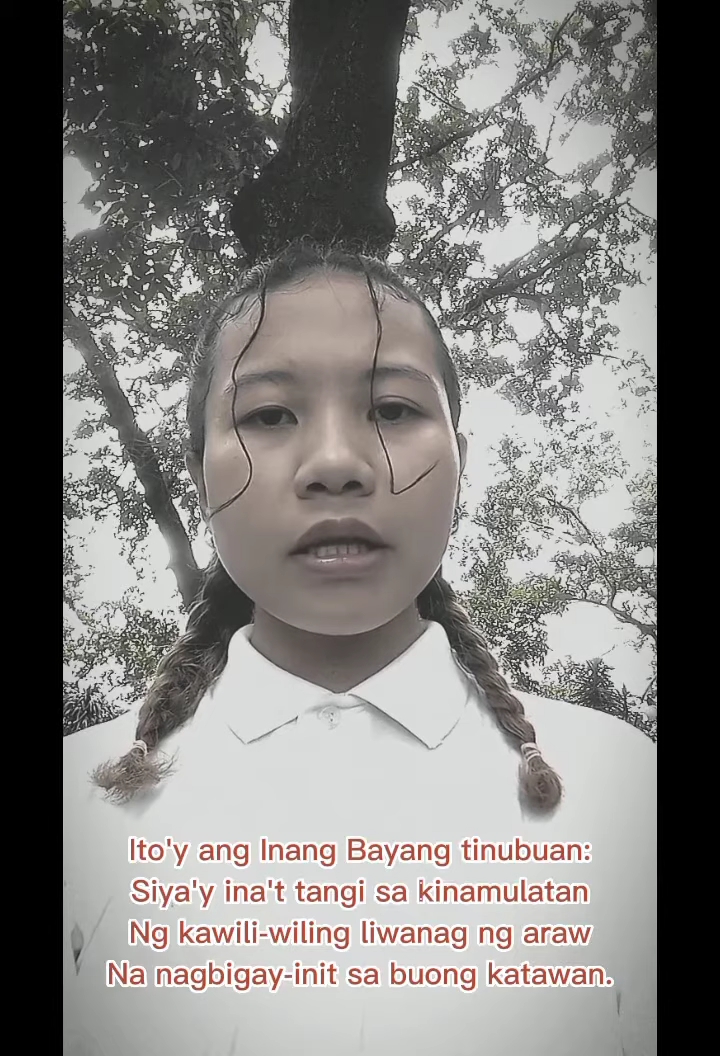 Ito'y ang Inang Bayang tinubuan:
Siya'y ina't tangi sa kinamulatan
Ng kawili-wiling liwanag ng araw
Na nagbigay-init sa buong katawan.